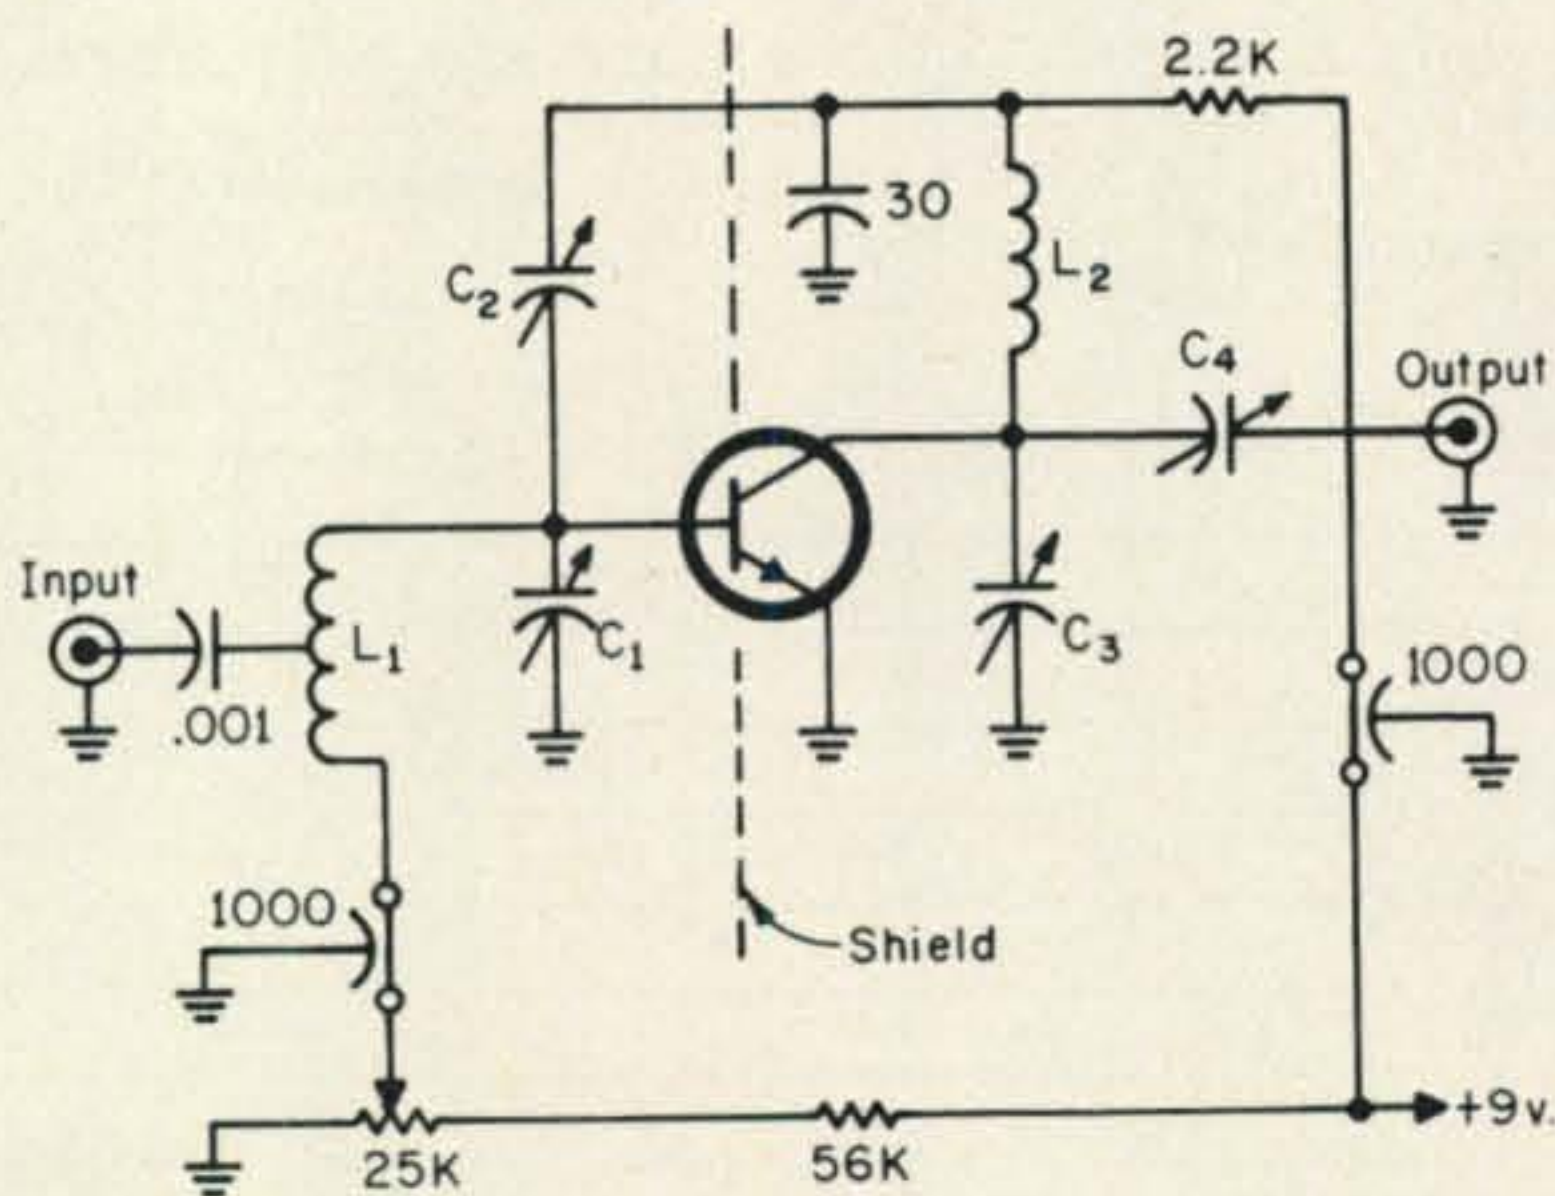 2.2K
30
C2
L2
C4
Output
Input
L1
C1
C3
1000
.001
1000
Shield
+9v.
25K
56K